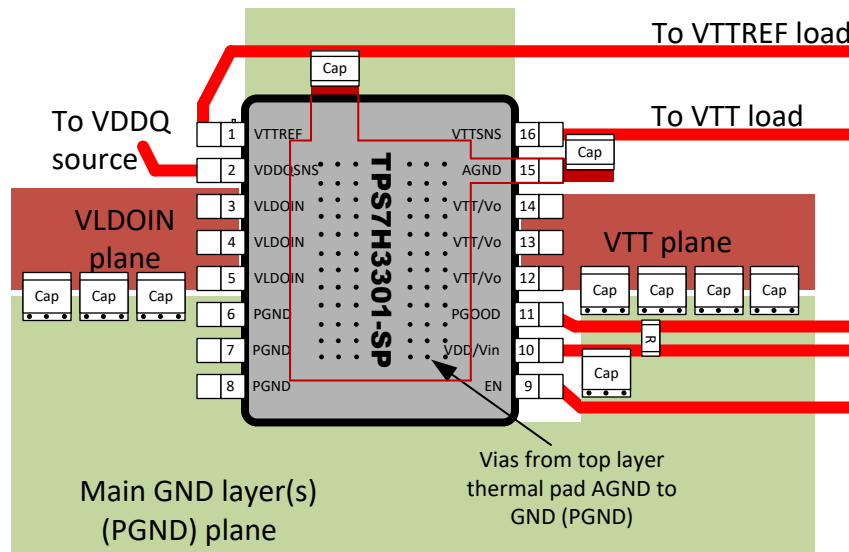 To VTTREF load
Cap
To VDDQ
source
To VTT load
1 VTTREF
VTTSNS 16
Cap
2 VDDQSNS
AGND 15
3 VLDOIN
VTT/Vo 14
VLDOIN
plane
VTT plane
4 VLDOIN
VTT/Vo 13
5 VLDOIN
VTT/Vo 12
Cap Cap Cap
Cap Cap Cap Cap
6 PGND
PGOOD 11
7 PGND
VDD/Vin 10
R
8 PGND
EN 9
Cap
TPS7H3301-SP
Vias from top layer
thermal pad AGND to
GND (PGND)
Main GND layer(s)
(PGND) plane